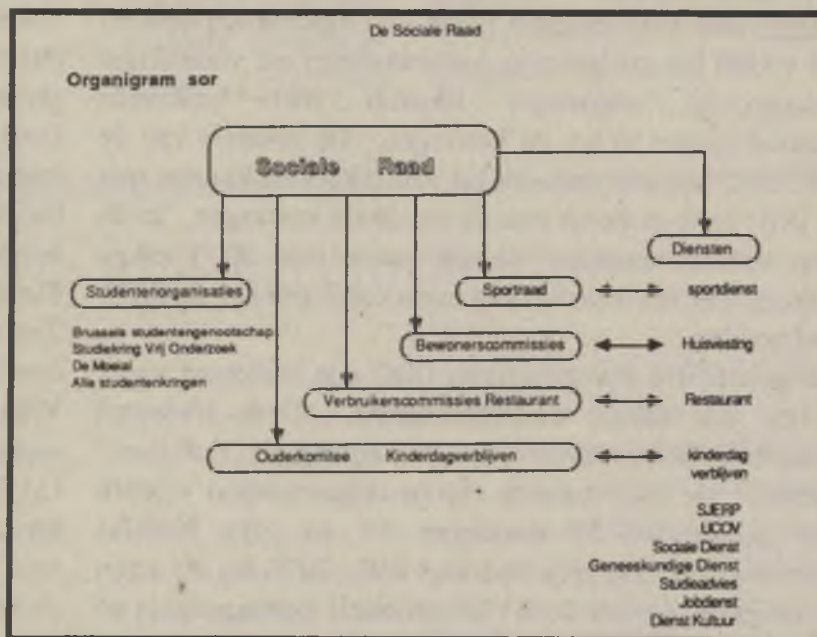 De Sociale Raad
Organigram sor
Sociale Raad
Diensten
Studentenorganisaties
Sportraad
sportdienst
Brussels studentengenootschap
Studiekring Vrij Onderzoek
De Moeial
Alle studentenkringen
Bewonerscommissies
Huisvesting
Verbruikerscommissies Restaurant
Restaurant
Ouderkomitee Kinderdagverblijven
kinderdag
verblijven
SJERP
UCOV
Sociale Dienst
Geneeskundige Dienst
Studieadvies
Jobdienst
Dienst Kultuur